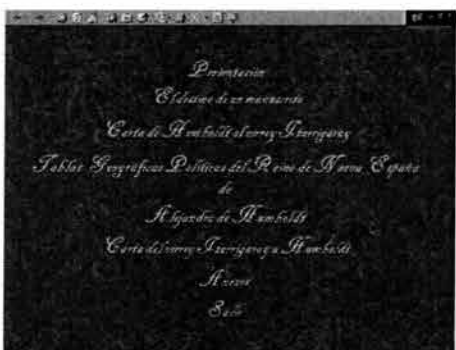 Presentación
El destino de un manuscrito
Carta de Humboldt al virrey Iturrigaray
Tablas Geográficas Políticas del Reino de Nueva España
de
Alejandro de Humboldt
Carta del virrey Iturrigaray a Humboldt
Anexos
Salir